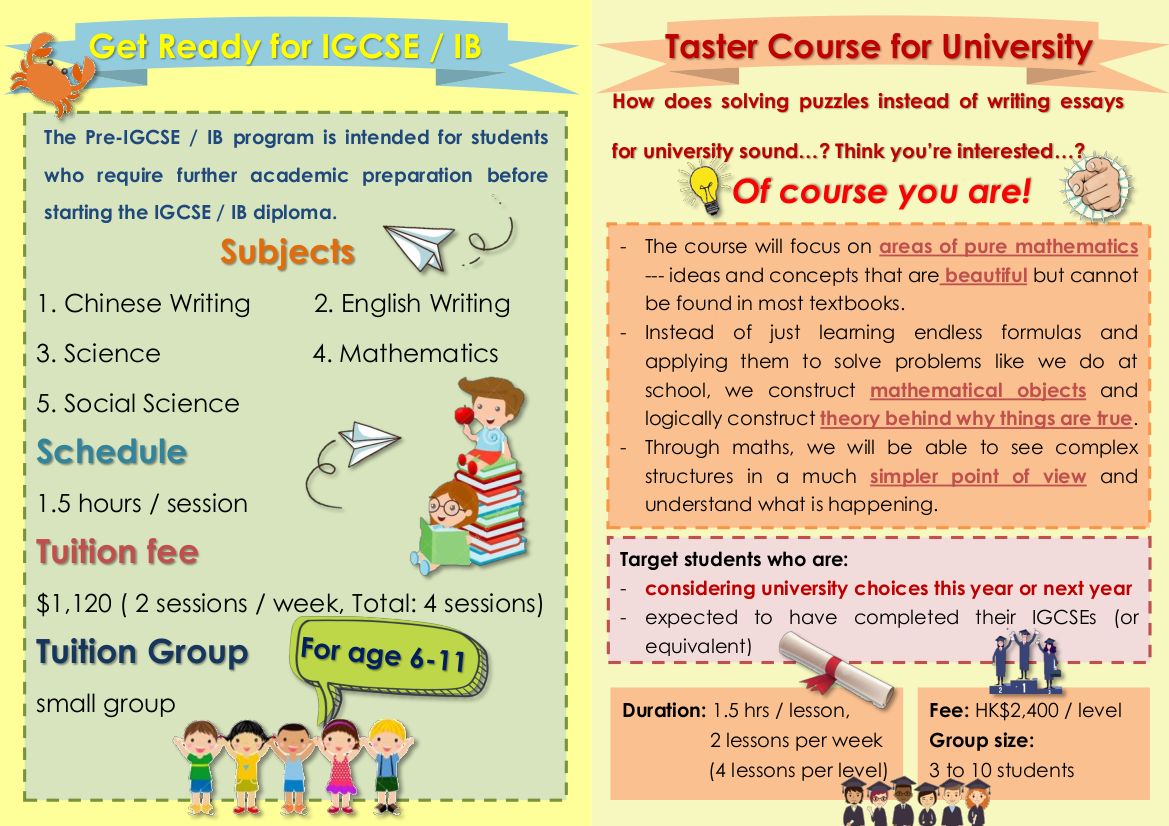 Get Ready for IGCSE / IB
The Pre-IGCSE / IB program is intended for students
who require further academic preparation before
starting the IGCSE / IB diploma.
Subjects
1. Chinese Writing 2. English Writing
3. Science 4. Mathematics
5. Social Science
Schedule
1.5 hours / session
Tuition fee
$1,120 ( 2 sessions / week, Total: 4 sessions)
Tuition Group
For age 6-11
small group
Taster Course for University
How does solving puzzles instead of writing essays
for university sound…? Think you're interested…?
Of course you are!
- The course will focus on areas of pure mathematics
--- ideas and concepts that are beautiful but cannot
be found in most textbooks.
- Instead of just learning endless formulas and
applying them to solve problems like we do at
school, we construct mathematical objects and
logically construct theory behind why things are true.
- Through maths, we will be able to see complex
structures in a much simpler point of view and
understand what is happening.
Target students who are:
- considering university choices this year or next year
- expected to have completed their IGCSEs (or
equivalent)
2 1 3
Duration: 1.5 hrs / lesson,
2 lessons per week
(4 lessons per level)
Fee: HK$2,400 / level
Group size:
3 to 10 students